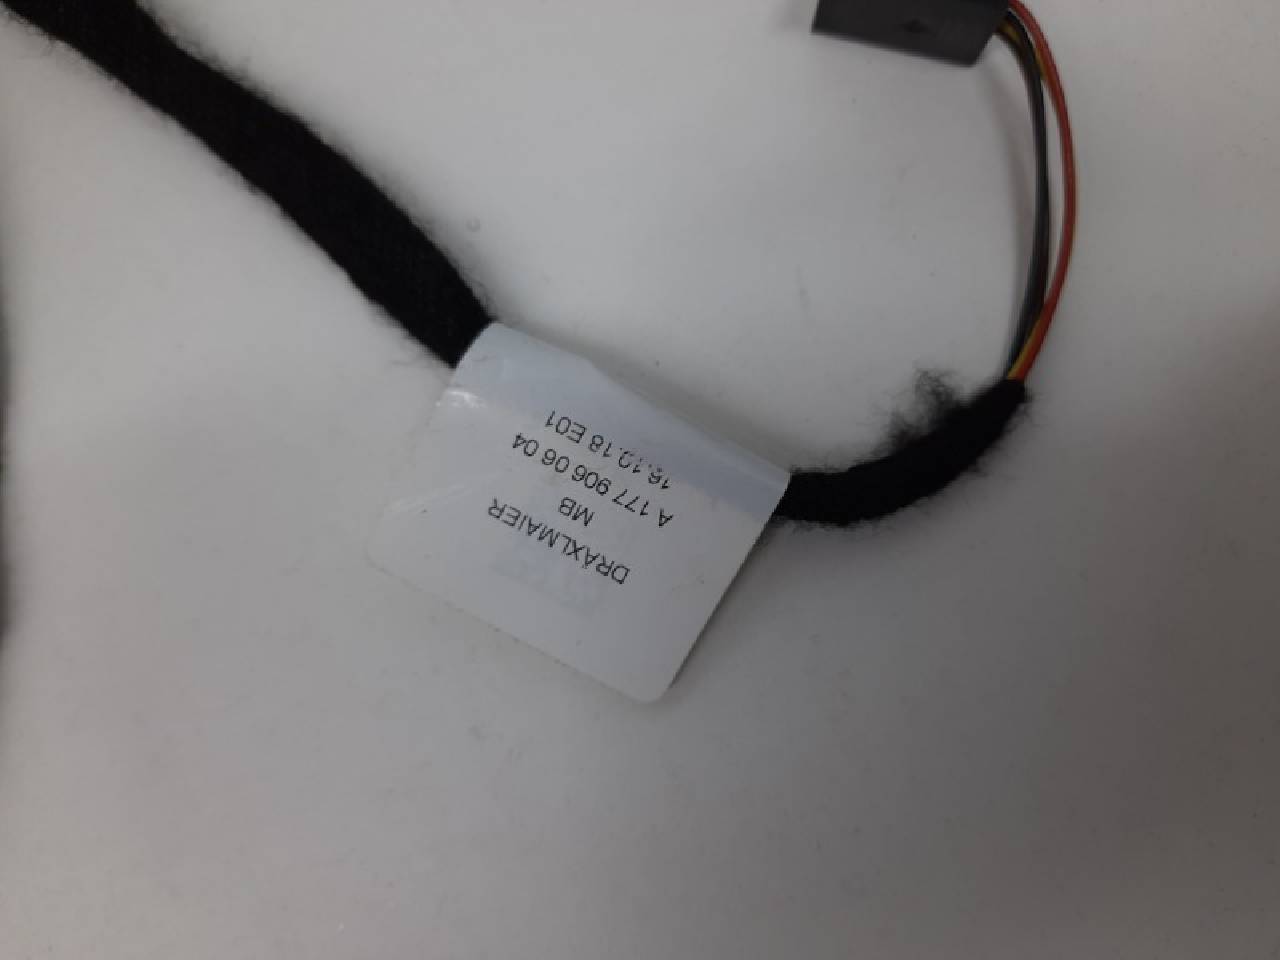 DRÄXLMAIER
MB
A 177 906 06 04
16.10.18 E01